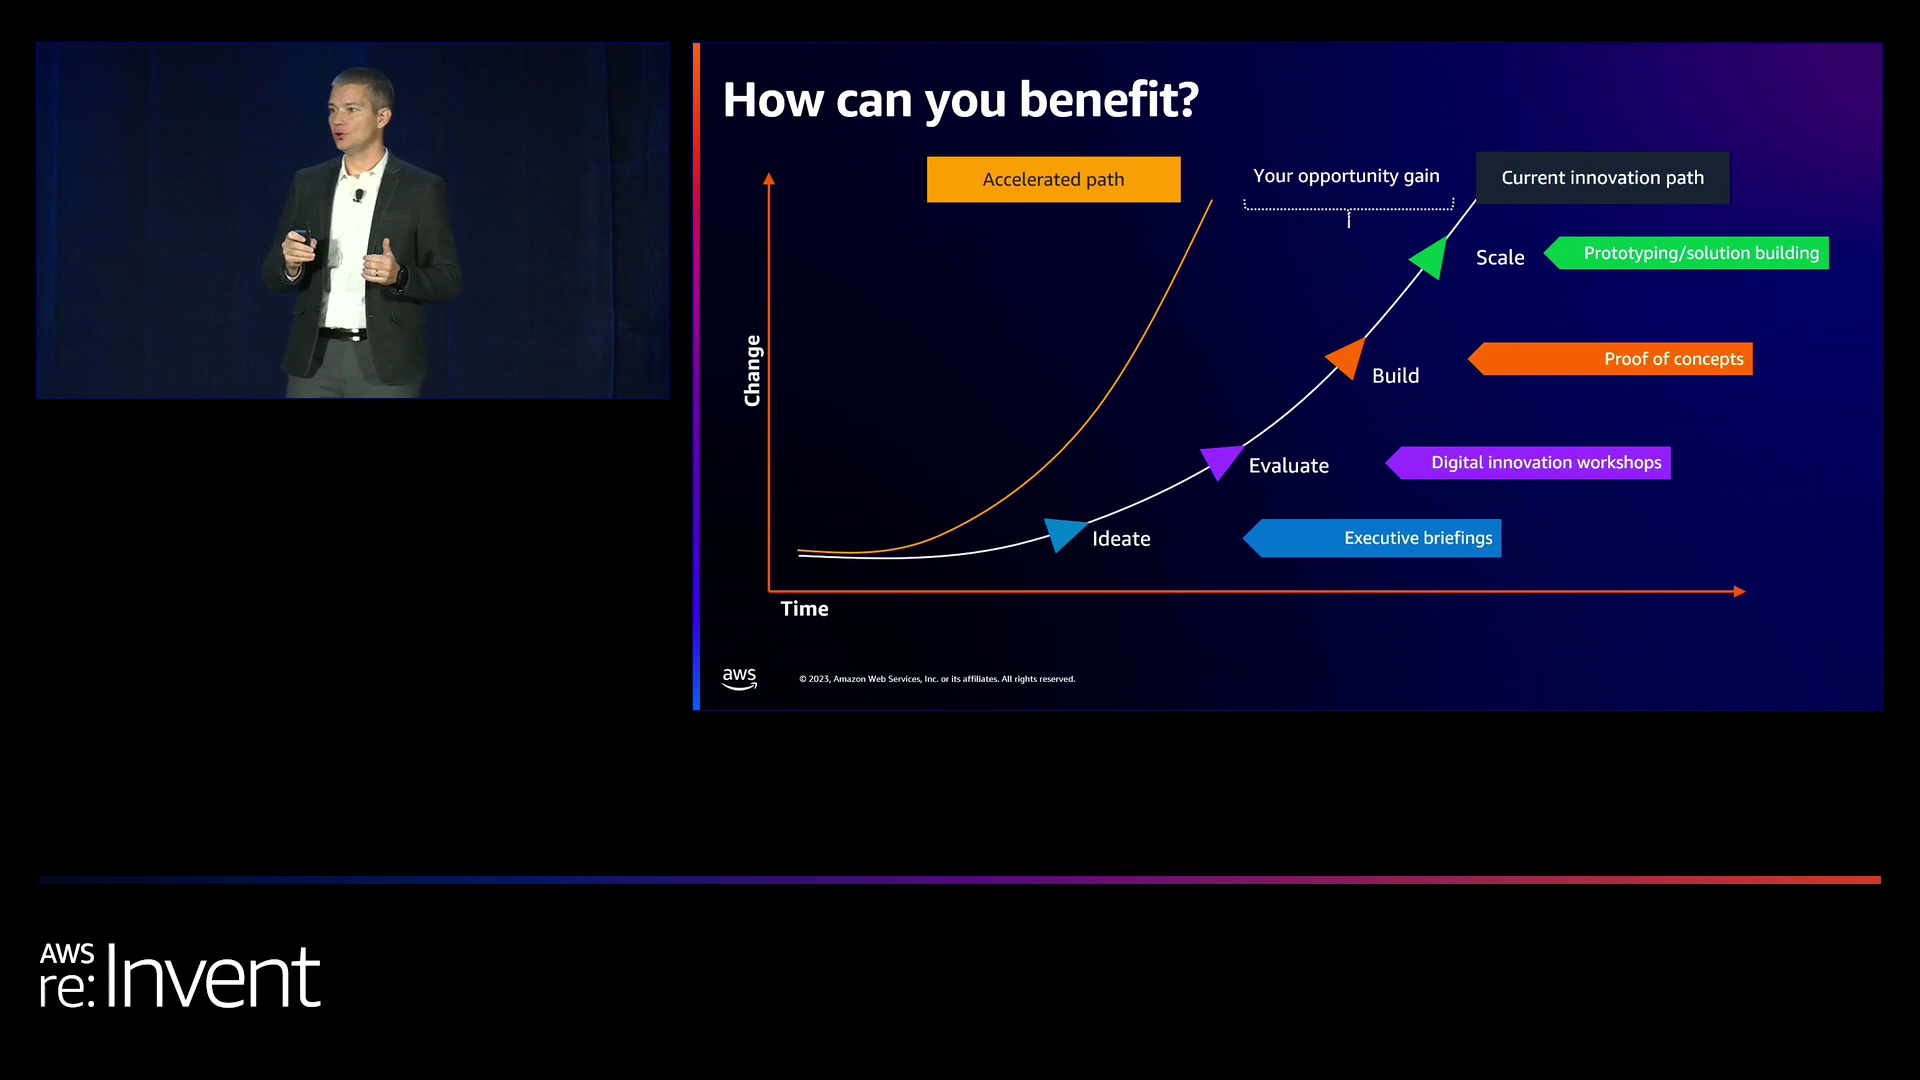 How can you benefit?
Accelerated path
Your opportunity gain
Current innovation path
Scale
Prototyping/solution building
Build
Proof of concepts
Evaluate
Digital innovation workshops
Ideate
Executive briefings
Change
Time
aws
© 2023, Amazon Web Services, Inc. or its affiliates. All rights reserved.
AWS
re:Invent